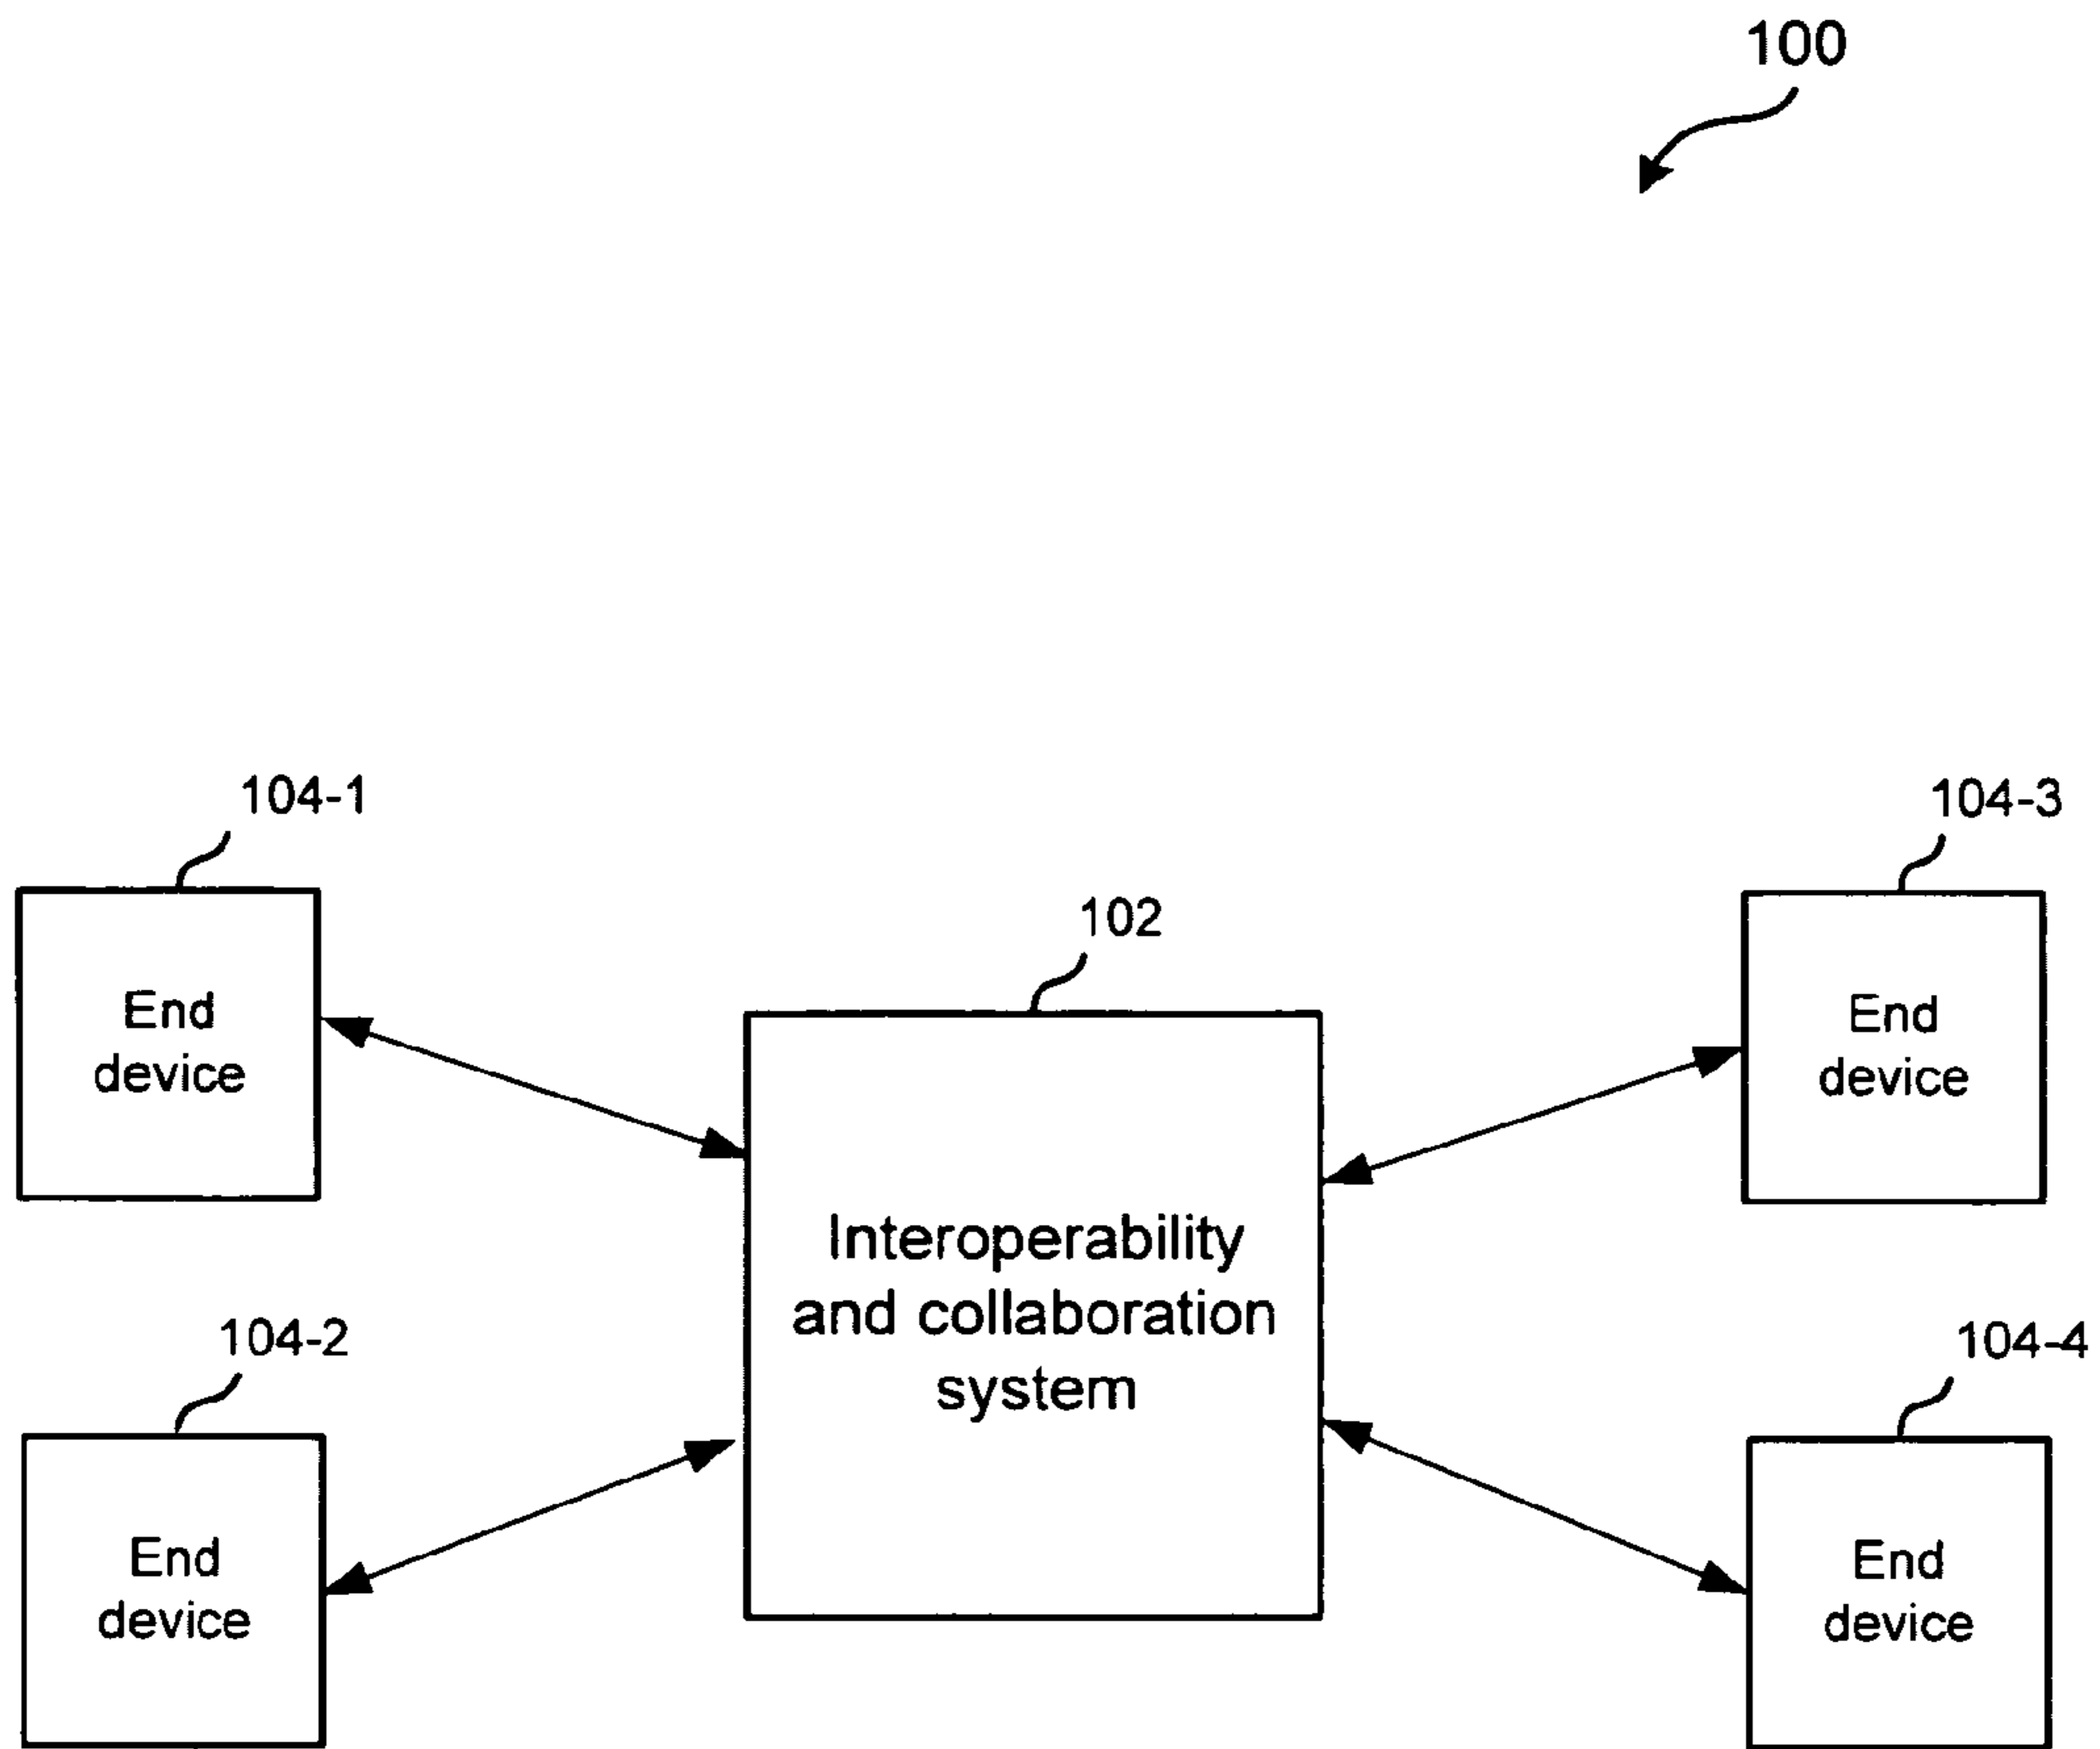 100
104-1
End
device
104-3
End
device
102
Interoperability
and collaboration
system
104-2
End
device
104-4
End
device